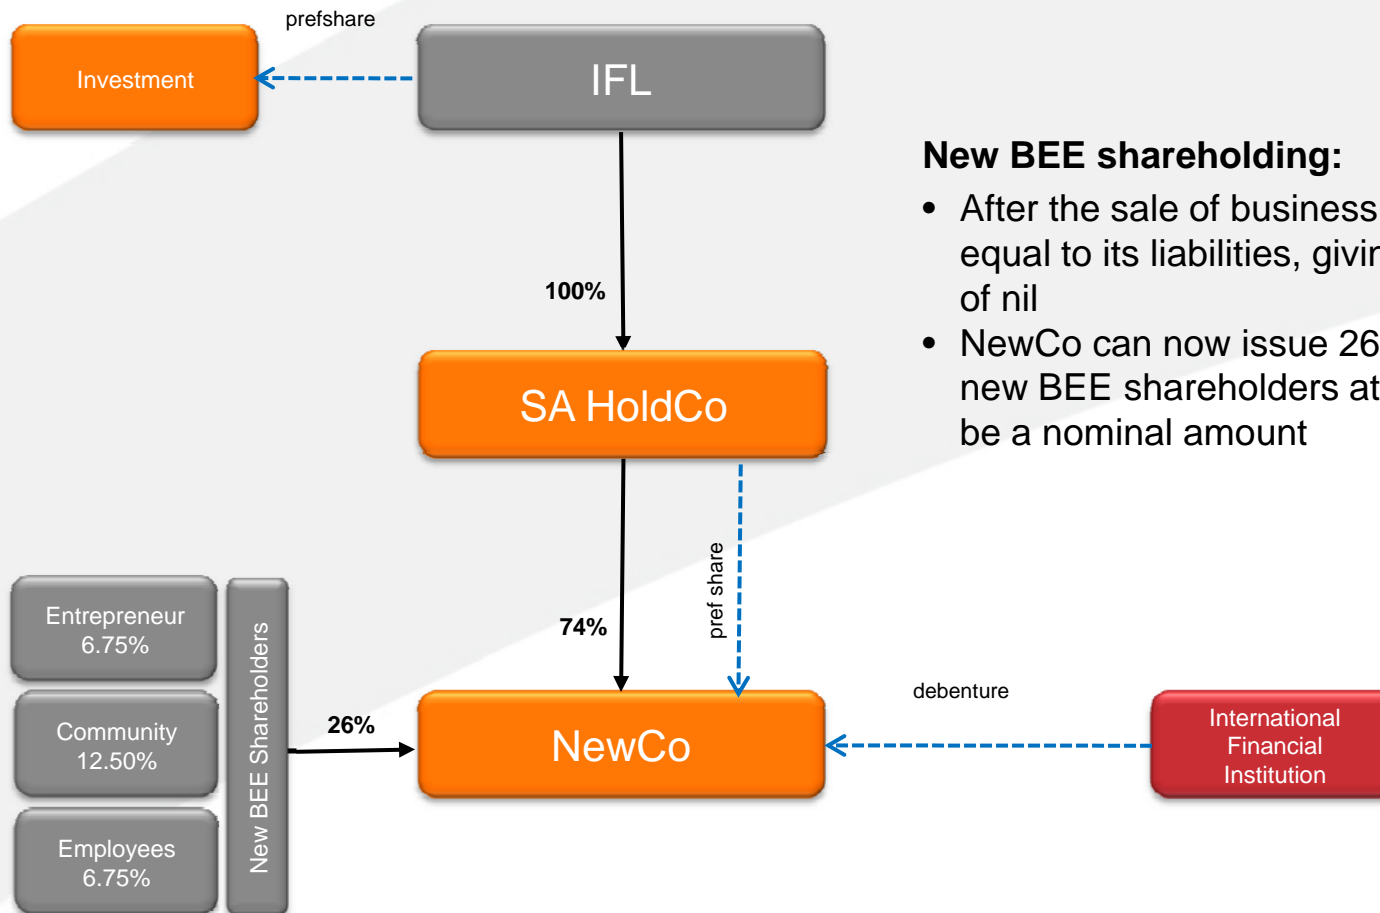 prefshare
Investment
IFL
New BEE shareholding:
• After the sale of business
equal to its liabilities,
of nil
• NewCo can now issue 26
new BEE shareholders at
be a nominal amount
100%
SA HoldCo
pref share
74%
Entrepreneur
6.75%
Community
12.50%
Employees
6.75%
New BEE Shareholders
26%
NewCo
debenture
International
Financial
Institution